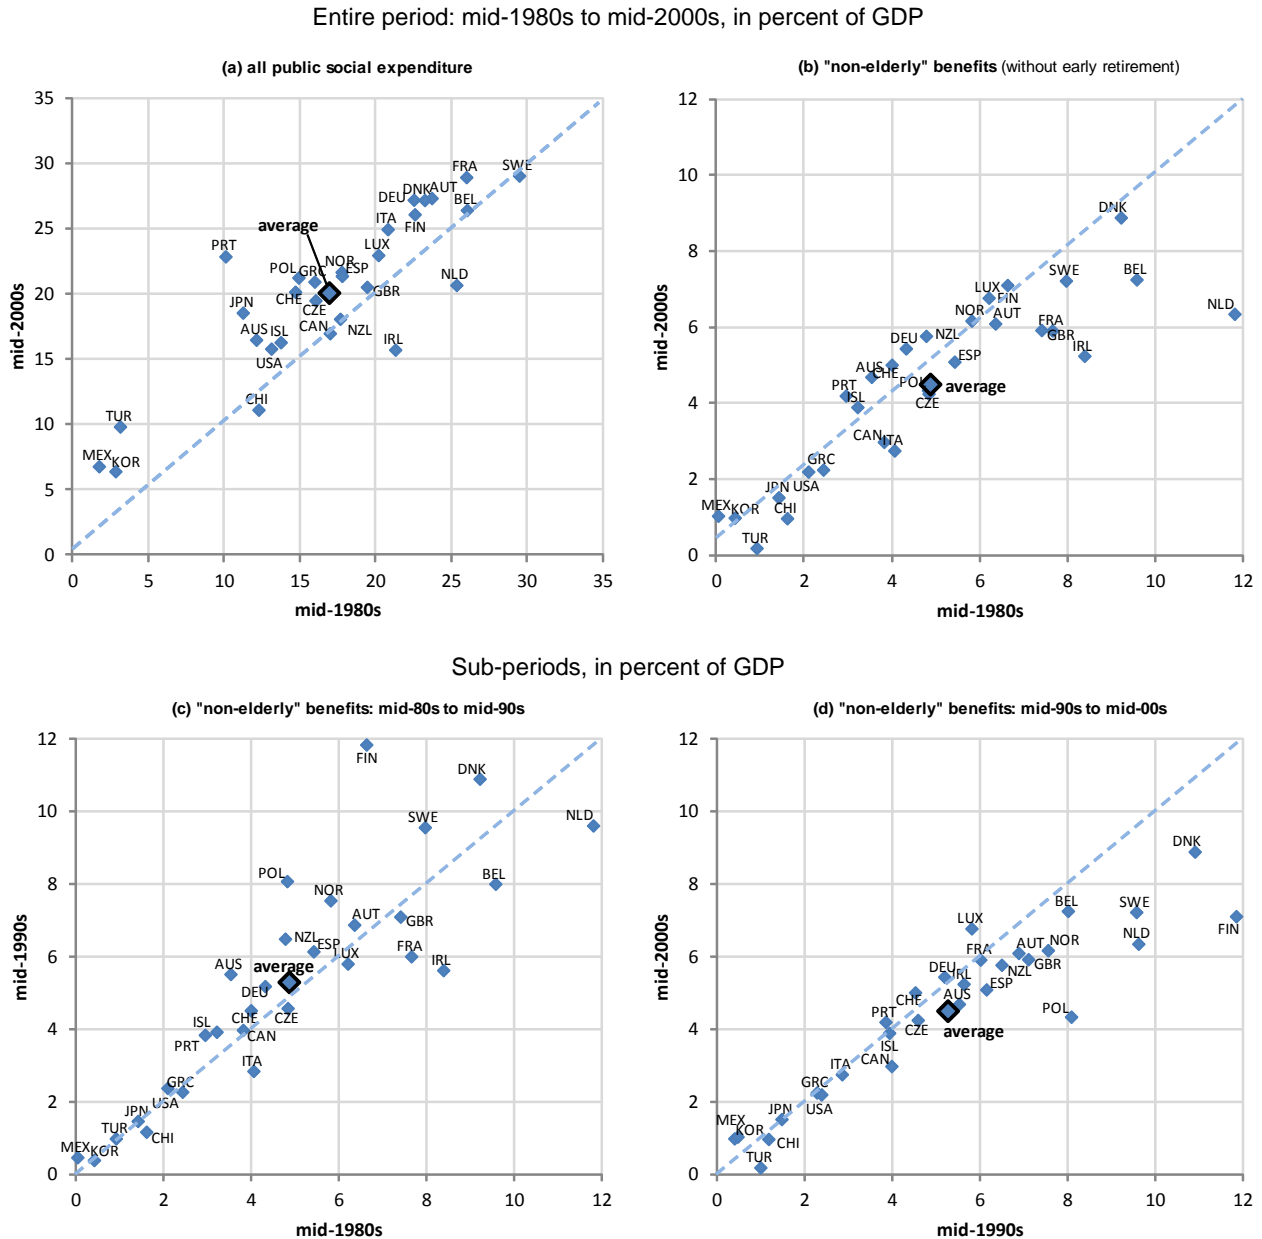 Entire period: mid-1980s to mid-2000s, in percent of GDP
(a) all public social expenditure
35
30
25
20
15
10
5
0
mid-2000s
FRA
SWE
DNK
AUT
DEU
BEL
ITA
FIN
average
PRT
LUX
NOR
ESP
POL
GRC
NLD
CHE
GBR
JPN
CZE
CAN
NZL
AUS
ISL
IRL
USA
CHI
TUR
MEX
KOR
0 5 10 15 20 25 30 35
mid-1980s
(b) "non-elderly" benefits (without early retirement)
12
10
8
6
4
2
0
mid-2000s
DNK
SWE
BEL
LUX
FIN
NLD
NOR
AUT
FRA
GBR
DEU
NZL
IRL
ESP
AUS
CHE
POL
average
PRT
ISL
CZE
CAN
ITA
GRC
JPN
USA
MEX
KOR
CHI
TUR
0 2 4 6 8 10 12
mid-1980s
Sub-periods, in percent of GDP
(c) "non-elderly" benefits: mid-80s to mid-90s
12
10
8
6
4
2
0
mid-1990s
FIN
DNK
SWE
NLD
POL
BEL
NOR
AUT
GBR
NZL
ESP
LUX
FRA
IRL
AUS
average
DEU
CHE
CZE
ISL
PRT
CAN
ITA
GRC
USA
JPN
TUR
CHI
MEX
KOR
0 2 4 6 8 10 12
mid-1980s
(d) "non-elderly" benefits: mid-90s to mid-00s
12
10
8
6
4
2
0
mid-2000s
DNK
BEL
SWE
FIN
LUX
NLD
AUT
NOR
FRA
GBR
NZL
DEU
IRL
ESP
CHE
AUS
POL
PRT
CZE
average
ISL
CAN
ITA
GRC
USA
JPN
MEX
KOR
CHI
TUR
0 2 4 6 8 10 12
mid-1990s